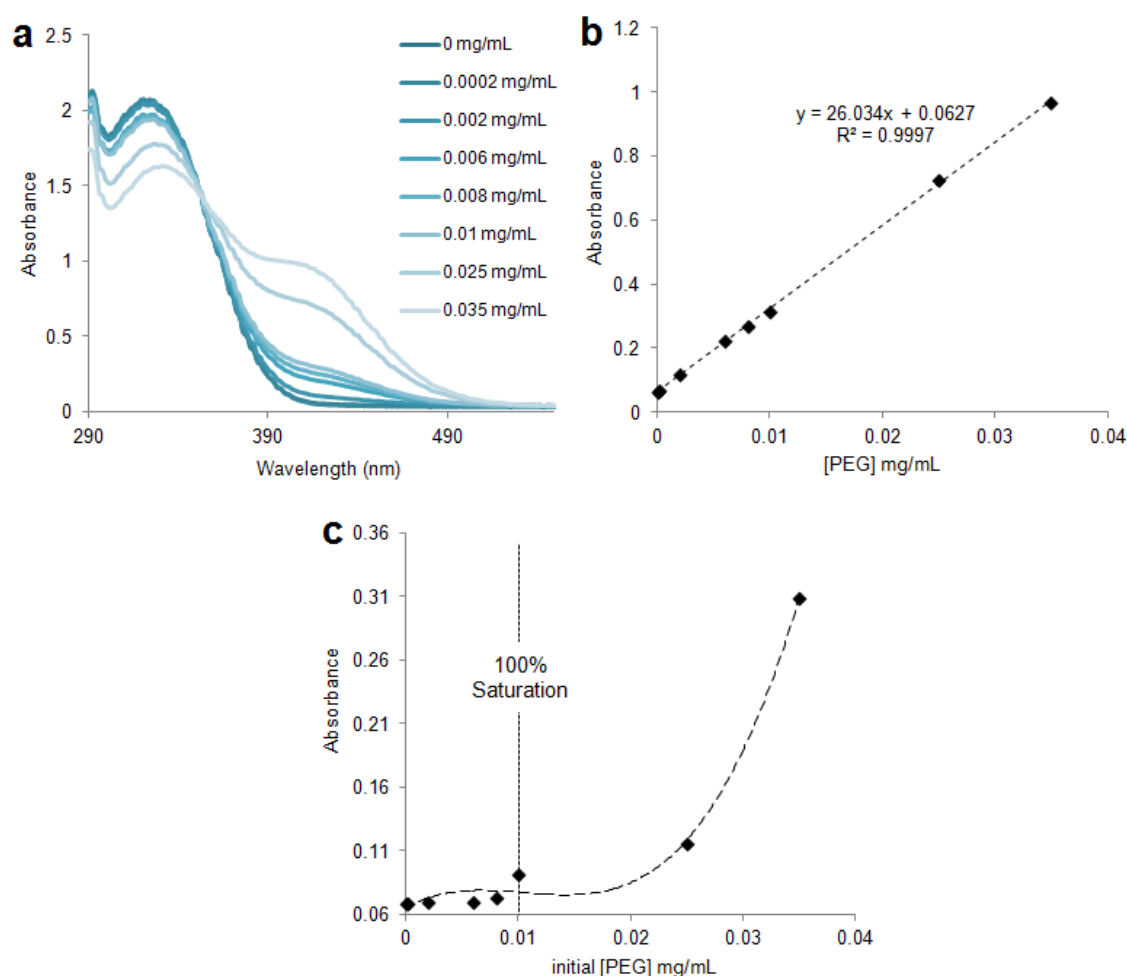 a
2.5
2
1.5
1
0.5
0
290
390
490
Absorbance
Wavelength (nm)
0 mg/mL
0.0002 mg/mL
0.002 mg/mL
0.006 mg/mL
0.008 mg/mL
0.01 mg/mL
0.025 mg/mL
0.035 mg/mL
b
1.2
1
0.8
0.6
0.4
0.2
0
0
0.01
0.02
0.03
0.04
Absorbance
[PEG] mg/mL
y = 26.034x + 0.0627
R² = 0.9997
c
0.36
0.31
0.26
0.21
0.16
0.11
0.06
0
0.01
0.02
0.03
0.04
Absorbance
initial [PEG] mg/mL
100%
Saturation